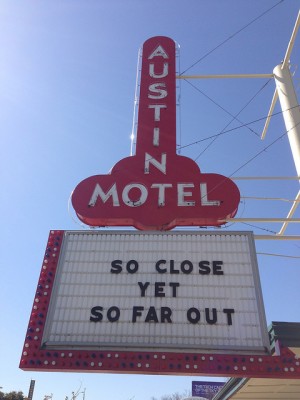 AUSTIN
MOTEL
SO CLOSE
YET
SO FAR OUT